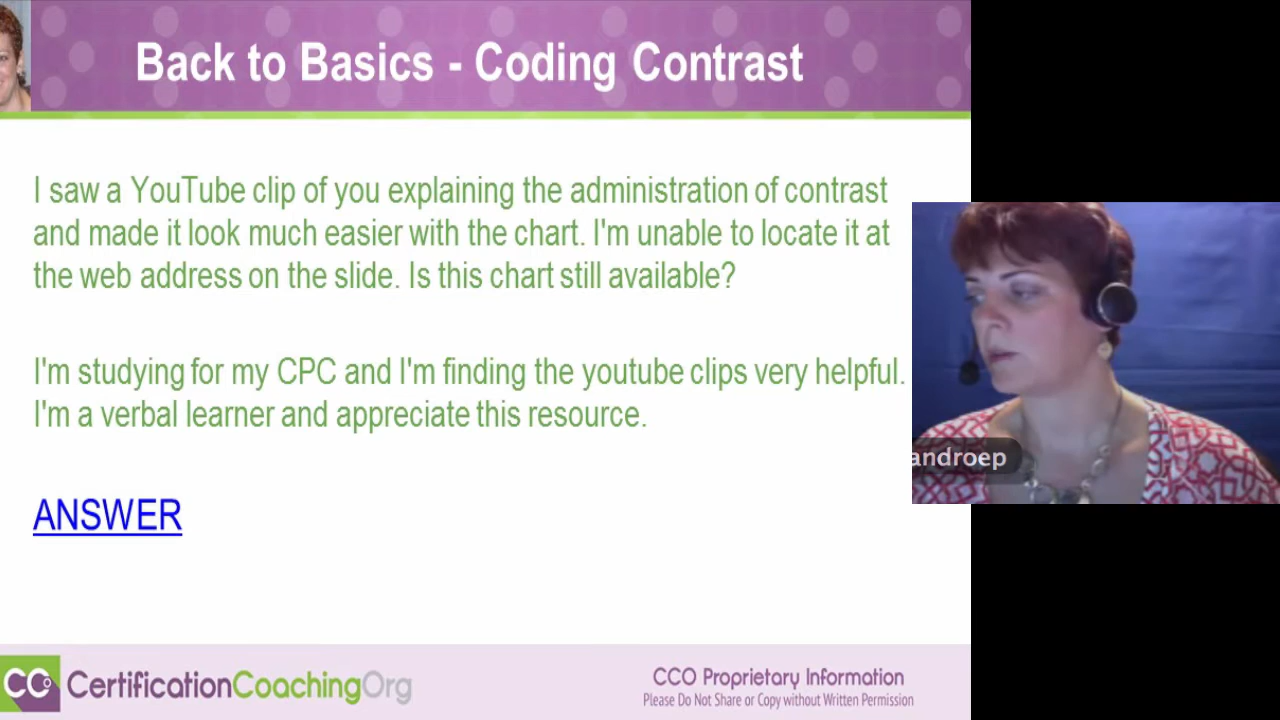 Back to Basics - Coding Contrast
I saw a YouTube clip of you explaining the administration of contrast
and made it look much easier with the chart. I'm unable to locate it at
the web address on the slide. Is this chart still available?
I'm studying for my CPC and I'm finding the youtube clips very helpful.
I'm a verbal learner and appreciate this resource.
androep
ANSWER
CO
CertificationCoachingOrg
CCO Proprietary Information
Please Do Not Share or Copy without Written Permission